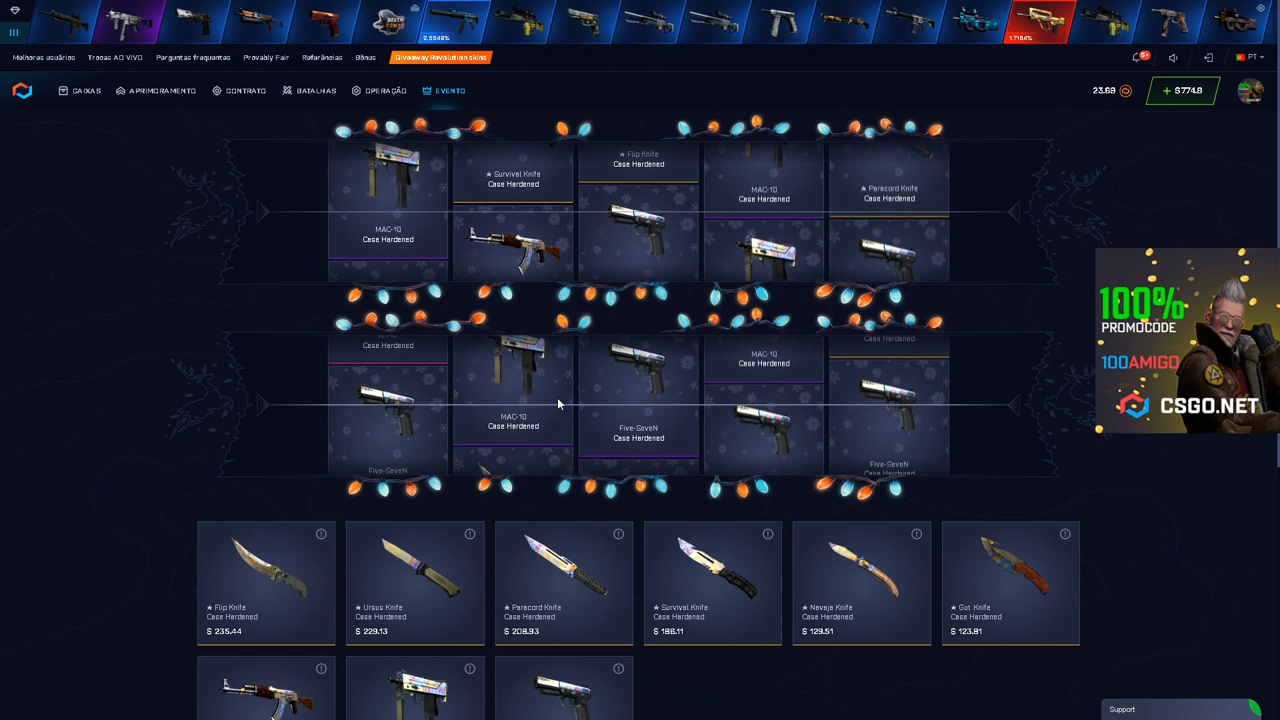 2.5549%
1.7184%
Melhores usuários
Trocas AO VIVO
Perguntas frequentes
Provably Fair
Referências
Bônus
Giveaway Revolution skins
5+
PT
CAIXAS
APRIMORAMENTO
CONTRATO
BATALHAS
OPERAÇÃO
EVENTO
23.69
+ $774.9
MAC-10
Case Hardened
★ Survival Knife
Case Hardened
★ Flip Knife
Case Hardened
MAC-10
Case Hardened
★ Paracord Knife
Case Hardened
Case Hardened
Five-SeveN
MAC-10
Case Hardened
Five-SeveN
Case Hardened
MAC-10
Case Hardened
Case Hardened
Five-SeveN
Case Hardened
100%
PROMOCODE
100AMIGO
CSGO.NET
★ Flip Knife
Case Hardened
$ 235.44
★ Ursus Knife
Case Hardened
$ 229.13
★ Paracord Knife
Case Hardened
$ 208.93
★ Survival Knife
Case Hardened
$ 186.11
★ Navaja Knife
Case Hardened
$ 129.51
★ Gut Knife
Case Hardened
$ 123.81
Support